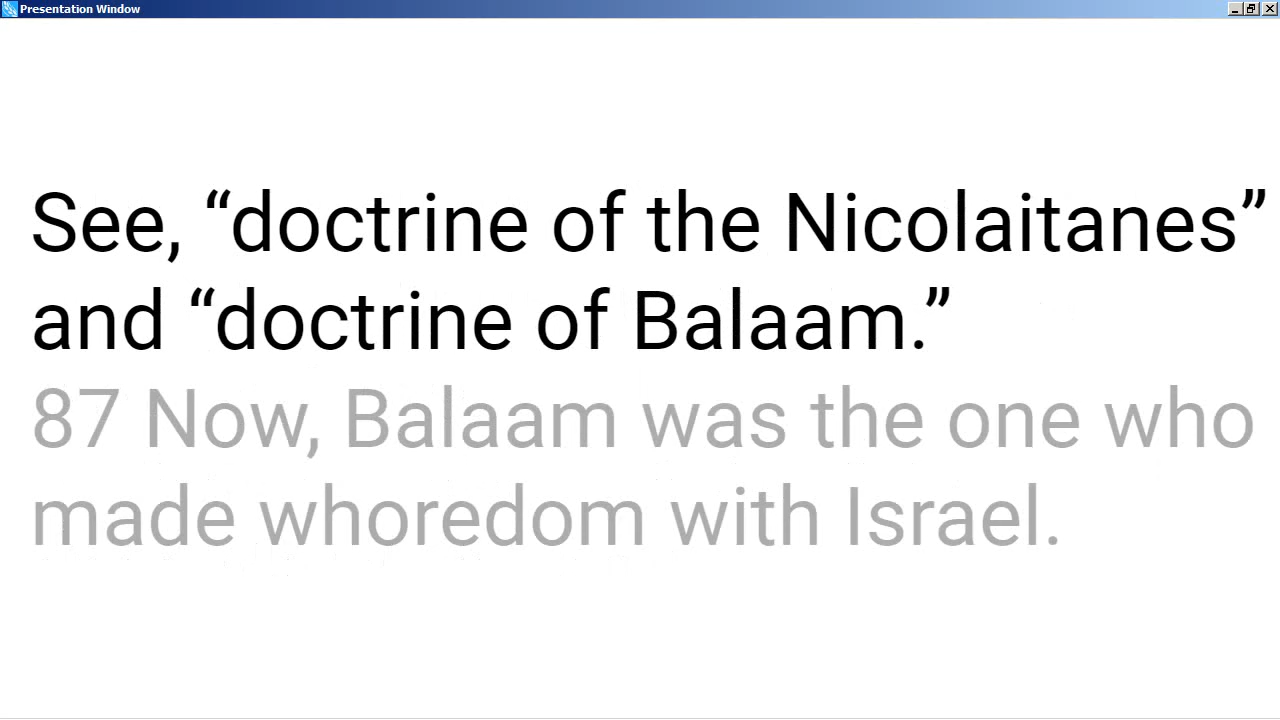 Presentation Window
See, “doctrine of the Nicolaitanes”
and “doctrine of Balaam.”
87 Now, Balaam was the one who
made whoredom with Israel.